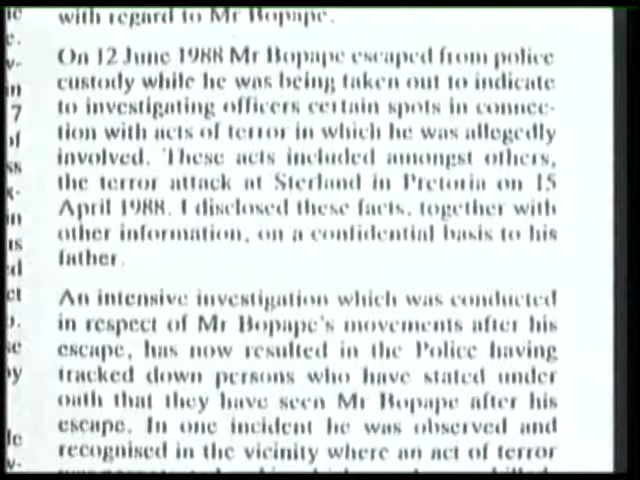 with regard to Mr Bopape.
On 12 June 1988 Mr Bopape escaped from police
custody while he was being taken out to indicate
to investigating officers certain spots in connec-
tion with acts of terror in which he was allegedly
involved. These acts included amongst others,
the terror attack at Sterland in Pretoria on 15
April 1988. I disclosed these facts, together with
other information, on a confidential basis to his
father.
An intensive investigation which was conducted
in respect of Mr Bopape's movements after his
escape, has now resulted in the Police having
tracked down persons who have stated under
oath that they have seen Mr Bopape after his
escape. In one incident he was observed and
recognised in the vicinity where an act of terror